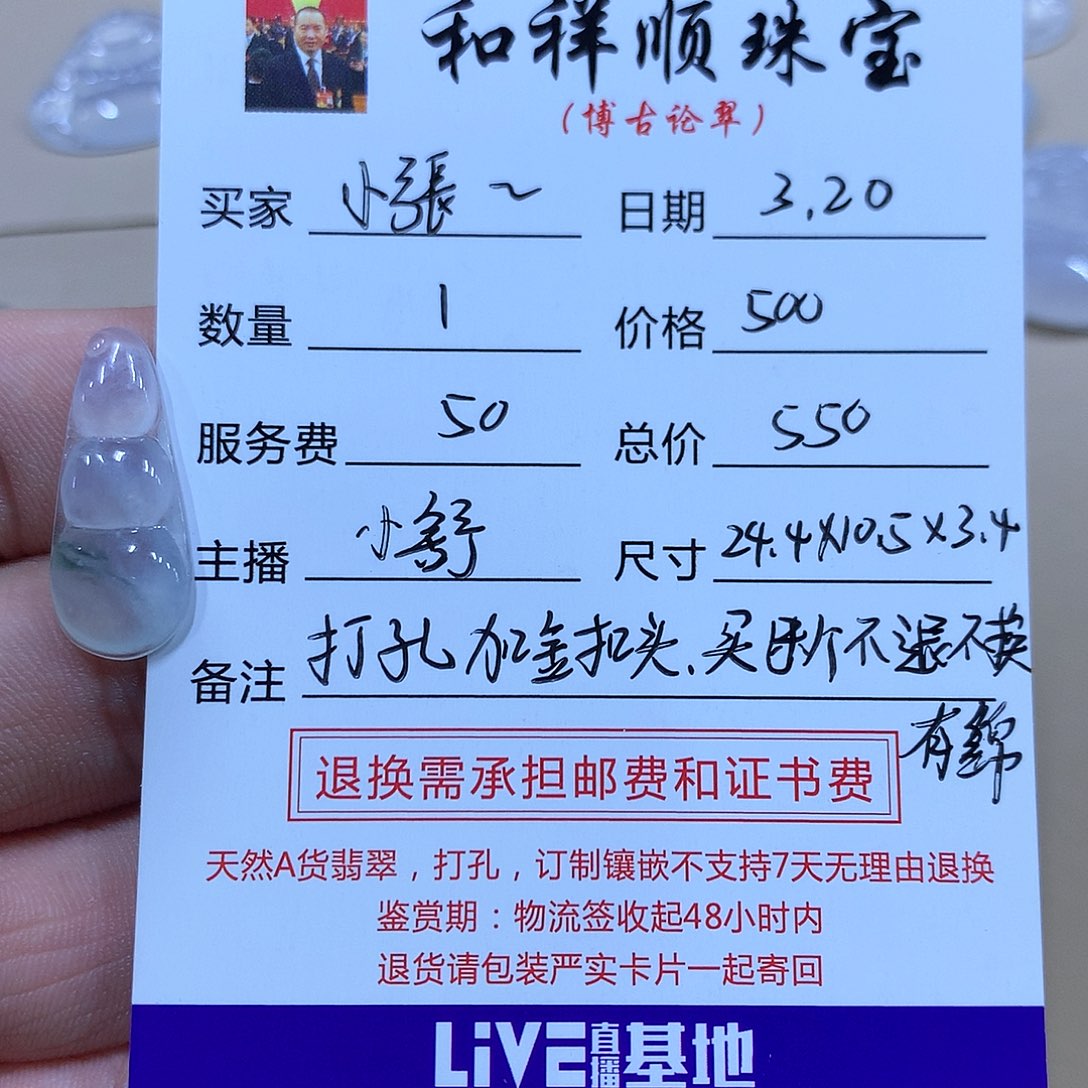 和祥顺珠宝
(博古论翠)
买家 小張~ 日期 3.20
数量 1 价格 500
服务费 50 总价 550
主播 小舒 尺寸 24.4×10.5×3.4
备注 打孔加金扣头.买断不退不换
有錦
退换需承担邮费和证书费
天然A货翡翠，打孔，订制镶嵌不支持7天无理由退换
鉴赏期：物流签收起48小时内
退货请包装严实卡片一起寄回
LiVE直播基地